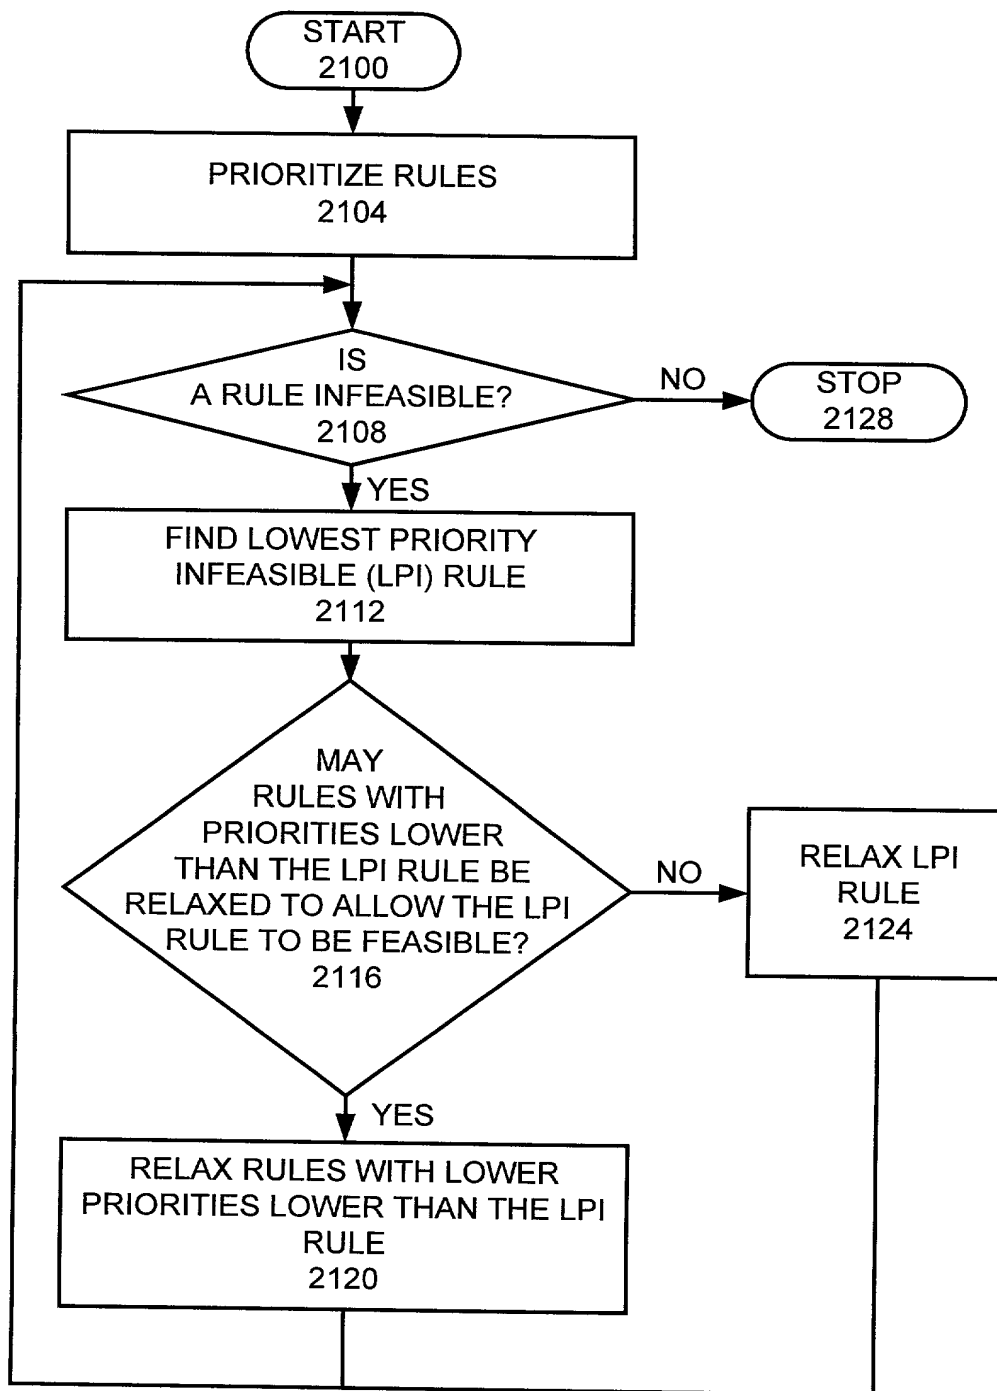 START
2100
PRIORITIZE RULES
2104
IS
A RULE INFEASIBLE?
2108
NO
STOP
2128
YES
FIND LOWEST PRIORITY
INFEASIBLE (LPI) RULE
2112
MAY
RULES WITH
PRIORITIES LOWER
THAN THE LPI RULE BE
RELAXED TO ALLOW THE LPI
RULE TO BE FEASIBLE?
2116
NO
RELAX LPI
RULE
2124
YES
RELAX RULES WITH LOWER
PRIORITIES LOWER THAN THE LPI
RULE
2120